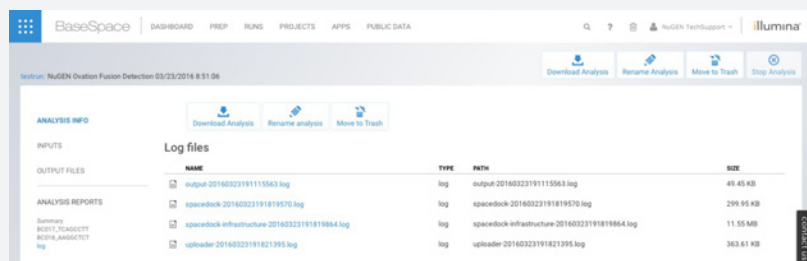 BaseSpace DASHBOARD PREP RUNS PROJECTS APPS PUBLIC DATA ? NuGEN TechSupport illumina
Download Analysis Rename Analysis Move to Trash Stop Analysis
testrun: NuGEN Ovation Fusion Detection 03/23/2016 8:51:06
ANALYSIS INFO
Download Analysis Rename analysis Move to Trash
INPUTS
Log files
OUTPUT FILES
NAME TYPE PATH SIZE
output-20160323191115563.log log output-20160323191115563.log 49.45 KB
ANALYSIS REPORTS
spacedock-20160323191819570.log log spacedock-20160323191819570.log 299.95 KB
Summary
BC017_TCAGCCTT
spacedock-infrastructure-20160323191819864.log log spacedock-infrastructure-20160323191819864.log 11.55 MB
BC018_AAGGCTCT
log
uploader-20160323191821395.log log uploader-20160323191821395.log 363.61 KB
contact us